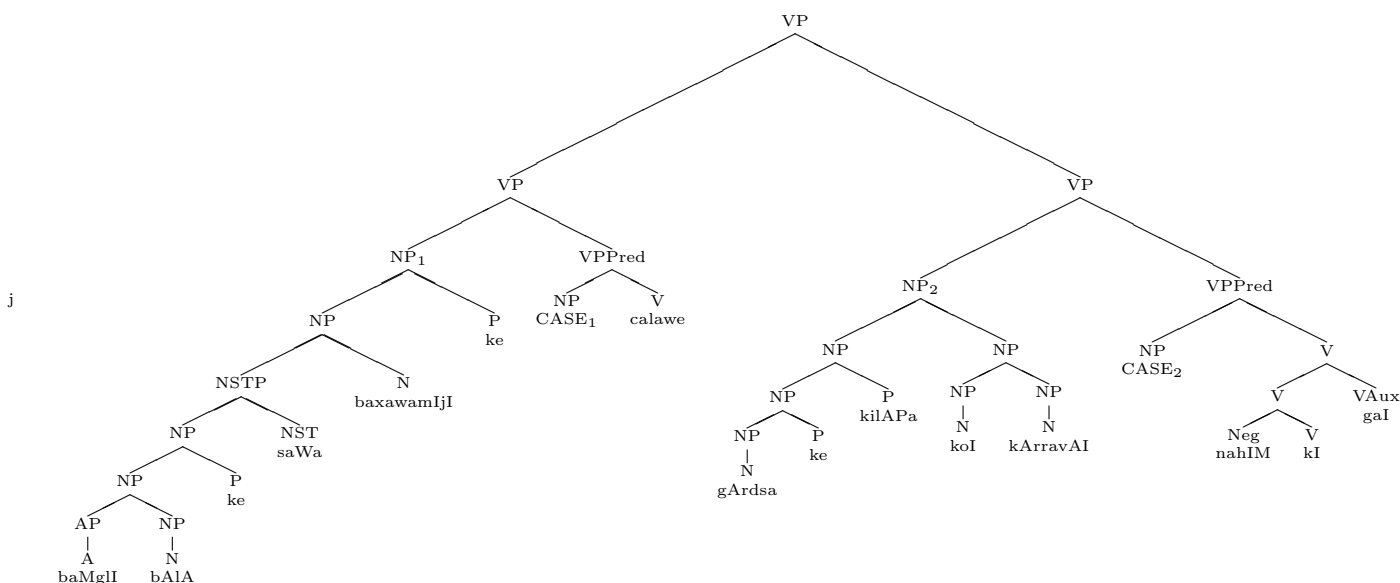 VP
VP VP
NP₁ VPPred NP₂ VPPred
j
NP P ke NP CASE₁ V calawe NP NP NP CASE₂ V
NSTP N baxawamIjI NP P kilAPa NP NP V VAux gaI
NP NST saWa NP P ke N koI N kArravAI Neg nahIM V kI
NP P ke N gArdsa
AP NP
A baMglI N bAlA